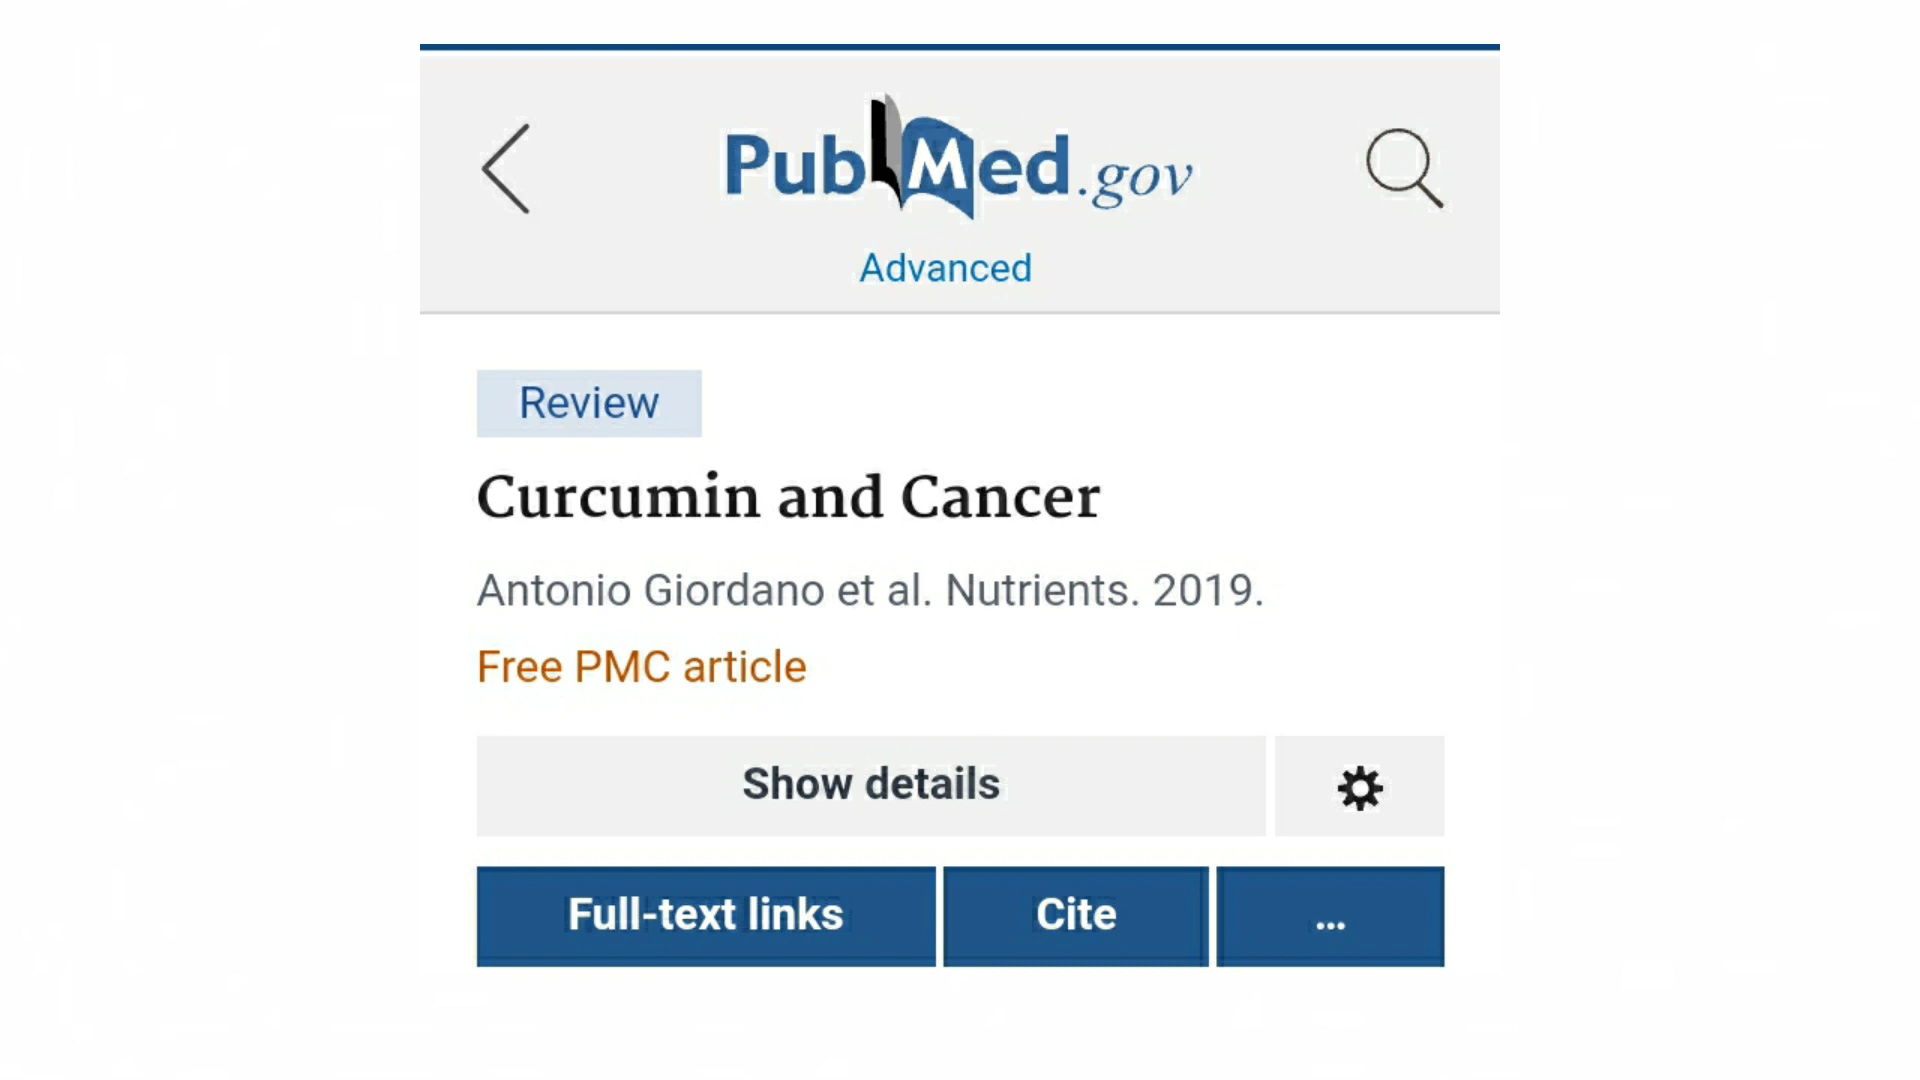 PubMed.gov
Advanced
Review
Curcumin and Cancer
Antonio Giordano et al. Nutrients. 2019.
Free PMC article
Show details
Full-text links
Cite
...